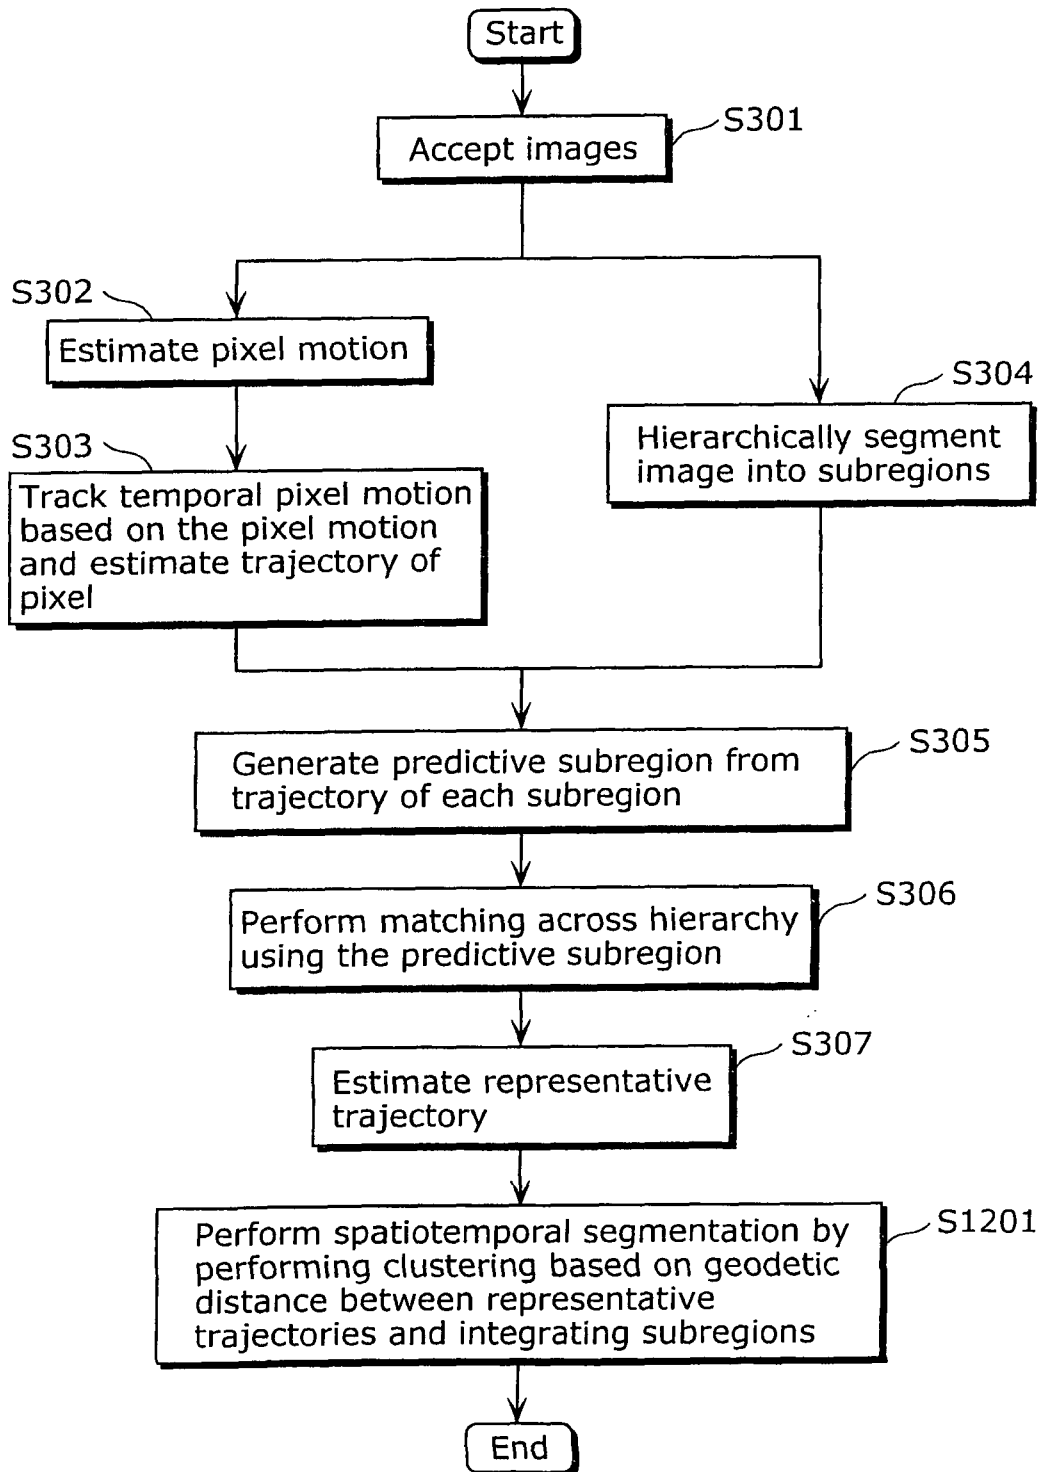 Start
S301
Accept images
S302
Estimate pixel motion
S304
Hierarchically segment
image into subregions
S303
Track temporal pixel motion
based on the pixel motion
and estimate trajectory of
pixel
S305
Generate predictive subregion from
trajectory of each subregion
S306
Perform matching across hierarchy
using the predictive subregion
S307
Estimate representative
trajectory
S1201
Perform spatiotemporal segmentation by
performing clustering based on geodetic
distance between representative
trajectories and integrating subregions
End